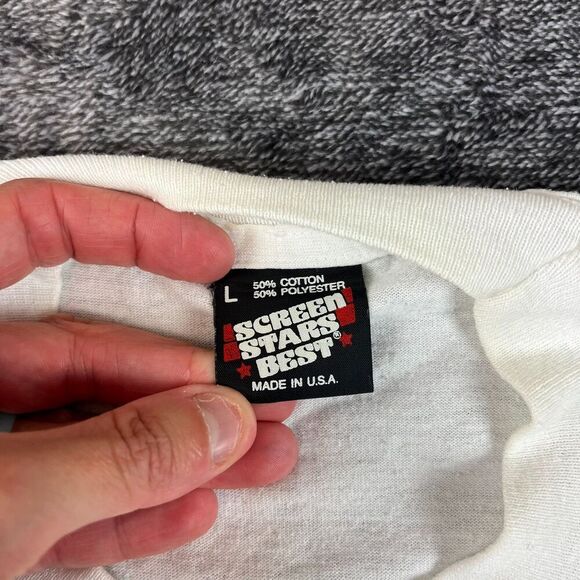 L
50% COTTON
50% POLYESTER
SCREEN
STARS
BEST®
MADE IN U.S.A.